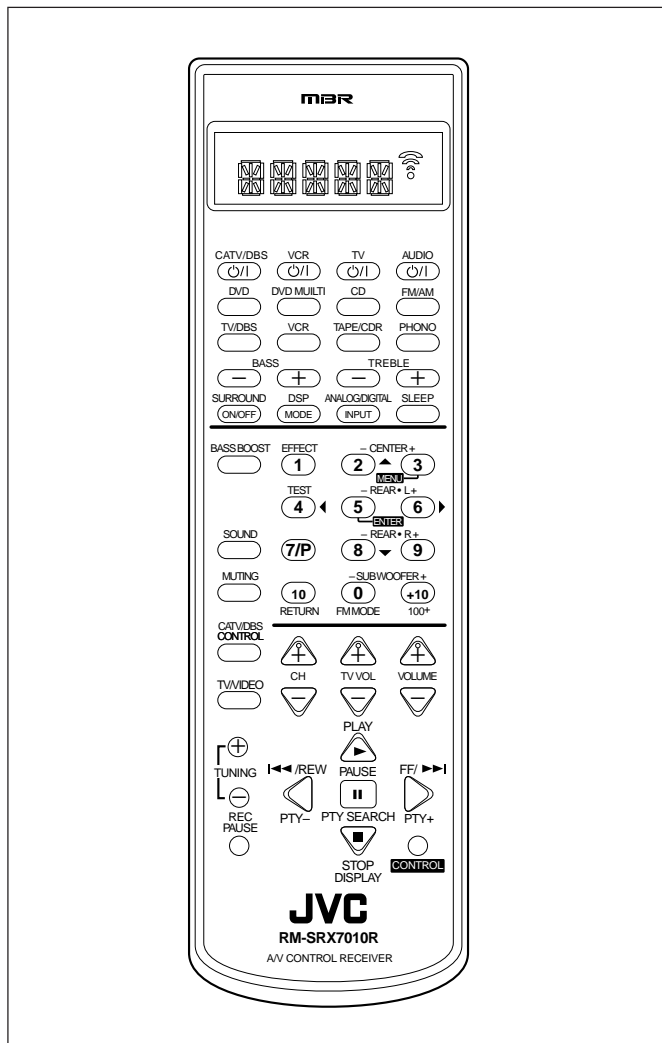 MBR
CATV/DBS VCR TV AUDIO
⏻/I ⏻/I ⏻/I ⏻/I
DVD DVD MUILTI CD FM/AM
TV/DBS VCR TAPE/CDR PHONO
BASS TREBLE
– + – +
SURROUND DSP ANALOG/DIGITAL SLEEP
ON/OFF MODE INPUT
BASS BOOST EFFECT – CENTER +
1 2 ▲ 3
MENU
TEST – REAR • L +
4 ◀ 5 6 ▶
ENTER
SOUND – REAR • R +
7/P 8 ▼ 9
MUTING – SUBWOOFER +
10 0 +10
RETURN FM MODE 100+
CATV/DBS
CONTROL
+ + +
CH TV VOL VOLUME
TV/VIDEO
– – –
PLAY
+ ▶
TUNING I◀◀ /REW PAUSE FF/ ▶▶I
– II
REC PTY– PTY SEARCH PTY+
PAUSE ■
STOP CONTROL
DISPLAY
JVC
RM-SRX7010R
A/V CONTROL RECEIVER